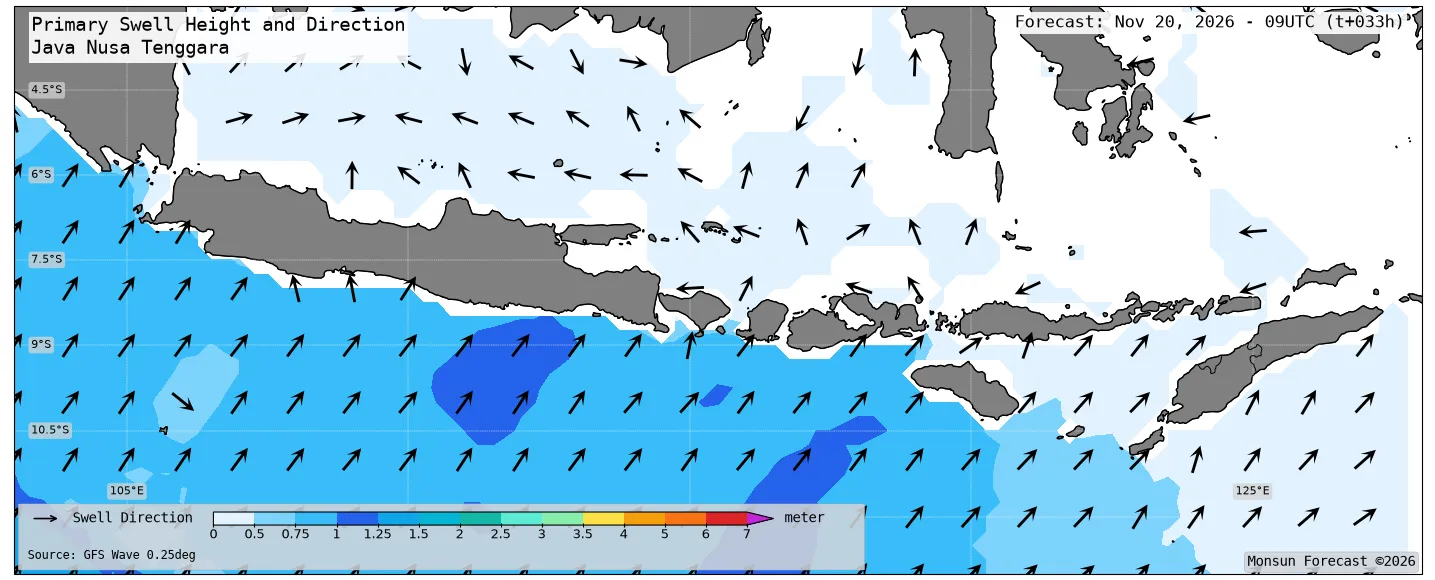 Primary Swell Height and Direction
Java Nusa Tenggara
Forecast: Nov 20, 2026 - 09UTC (t+033h)
4.5°S
6°S
7.5°S
9°S
10.5°S
105°E
125°E
Swell Direction
0 0.5 0.75 1 1.25 1.5 2 2.5 3 3.5 4 5 6 7
meter
Source: GFS Wave 0.25deg
Monsun Forecast ©2026